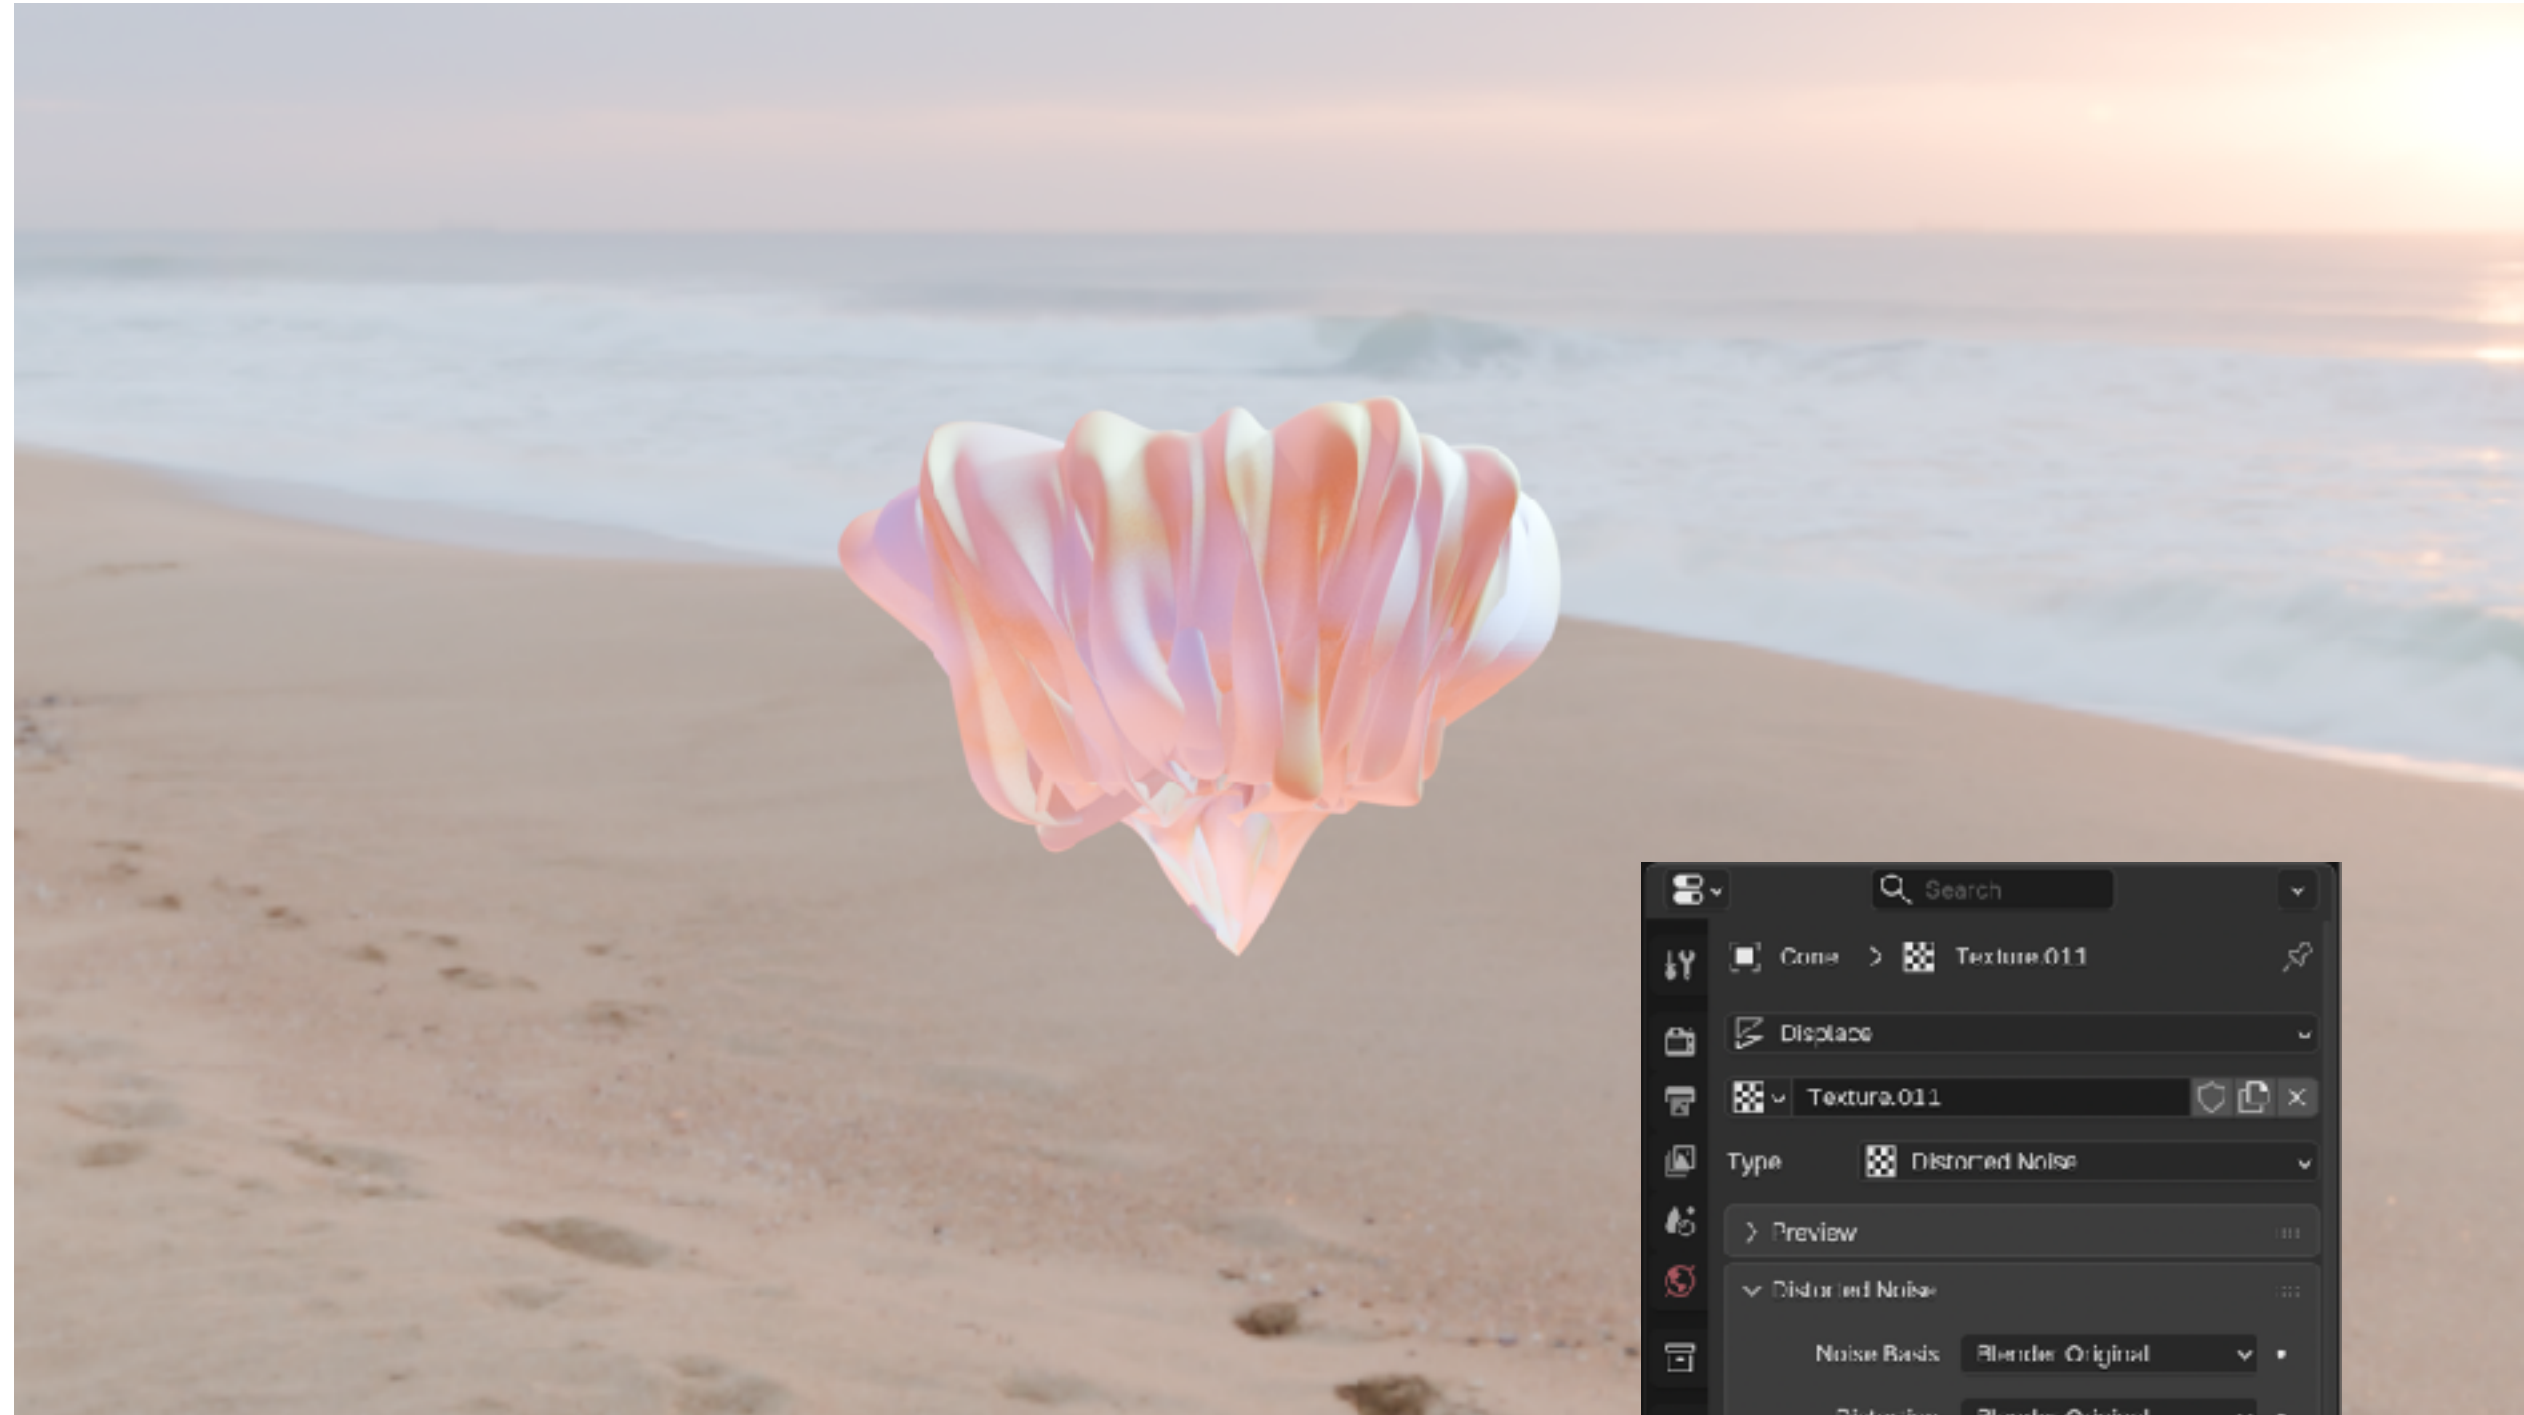 Search
Cone > Texture.011
Displace
Texture.011
Type Distorted Noise
Preview
Distorted Noise
Noise Basis Blender Original